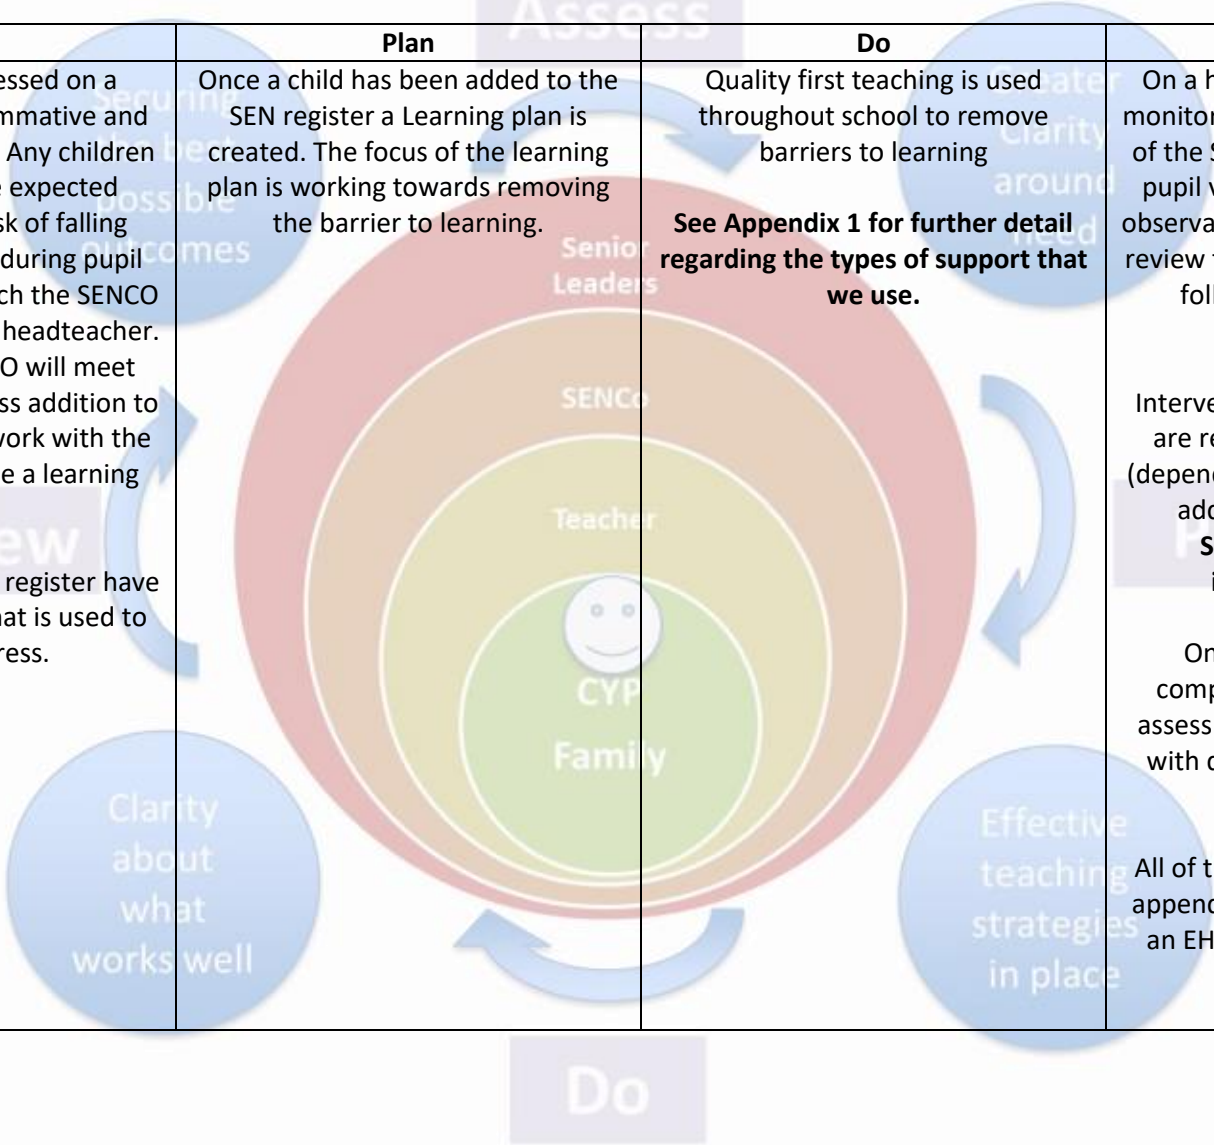 Assess
Plan
Do
essed on a
mmative and
Any children
e expected
sk of falling
during pupil
ch the SENCO
headteacher.
O will meet
ss addition to
work with the
e a learning
register have
hat is used to
ress.
Once a child has been added to the
SEN register a Learning plan is
created. The focus of the learning
plan is working towards removing
the barrier to learning.
Quality first teaching is used
throughout school to remove
barriers to learning
See Appendix 1 for further detail
regarding the types of support that
we use.
On a h
monitor
of the S
pupil v
observa
review t
foll
Interve
are re
(depend
add
S
i
On
comp
assess
with d
All of t
append
an EH
Securing
the best
possible
outcomes
Greater
Clarity
around
need
Senior
Leaders
SENCo
Teacher
CYP
Family
ew
P
Clarity
about
what
works well
Effective
teaching
strategies
in place
Do